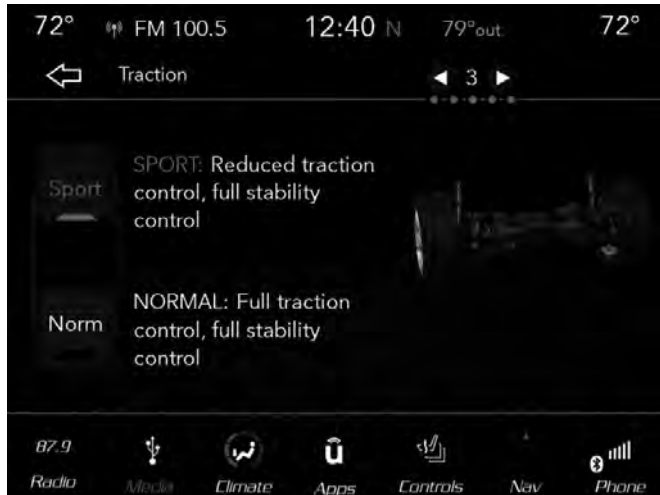 72° FM 100.5 12:40 N 79°out 72°
Traction 3
SPORT: Reduced traction
control, full stability
control
Sport
NORMAL: Full traction
control, full stability
control
Norm
87.9
Radio Media Climate Apps Controls Nav Phone